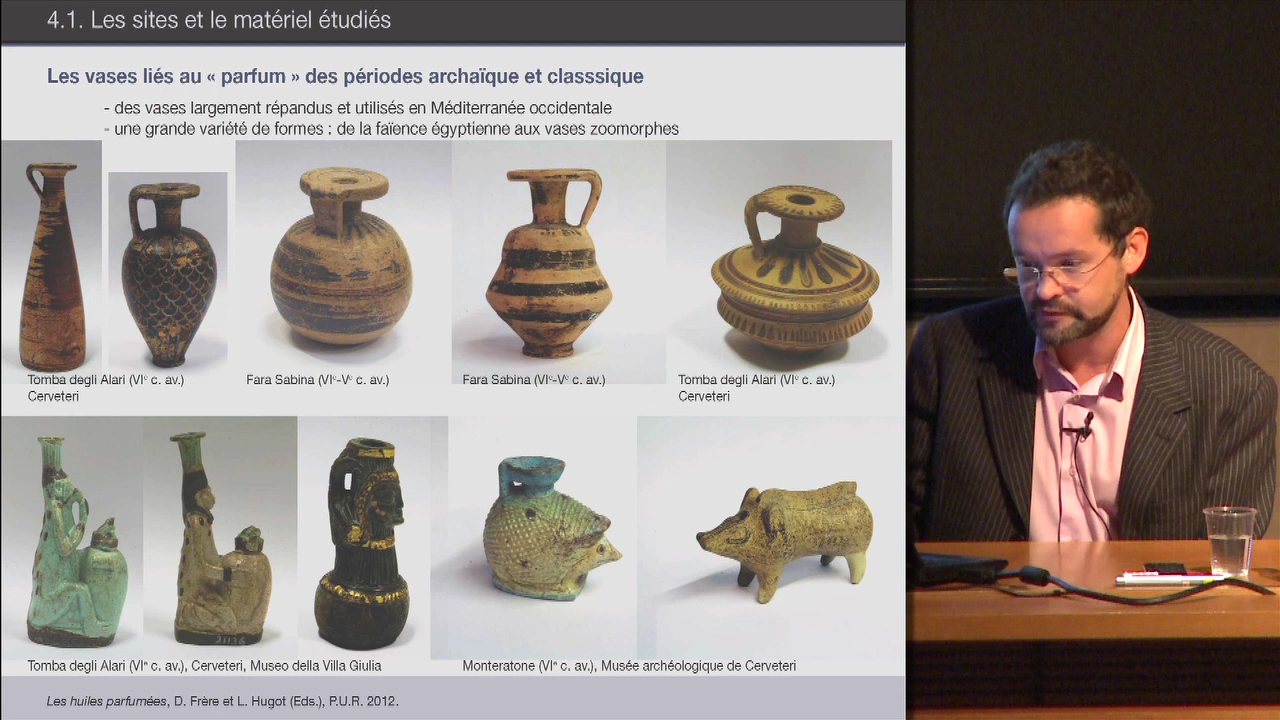 4.1. Les sites et le matériel étudiés
Les vases liés au « parfum » des périodes archaïque et classsique
- des vases largement répandus et utilisés en Méditerranée occidentale
- une grande variété de formes : de la faïence égyptienne aux vases zoomorphes
Tomba degli Alari (VIᵉ c. av.)
Cerveteri
Fara Sabina (VIᵉ-Vᵉ c. av.)
Fara Sabina (VIᵉ-Vᵉ c. av.)
Tomba degli Alari (VIᵉ c. av.)
Cerveteri
21136
Tomba degli Alari (VIᵉ c. av.), Cerveteri, Museo della Villa Giulia
Monteratone (VIᵉ c. av.), Musée archéologique de Cerveteri
Les huiles parfumées, D. Frère et L. Hugot (Eds.), P.U.R. 2012.